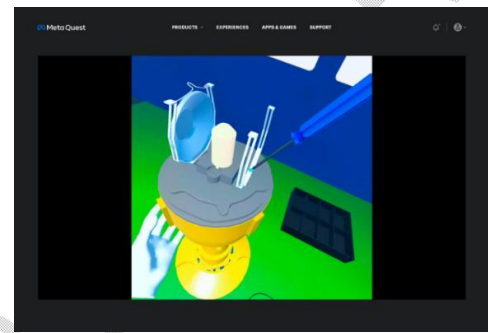 Meta Quest
PRODUCTS
EXPERIENCES
APPS & GAMES
SUPPORT